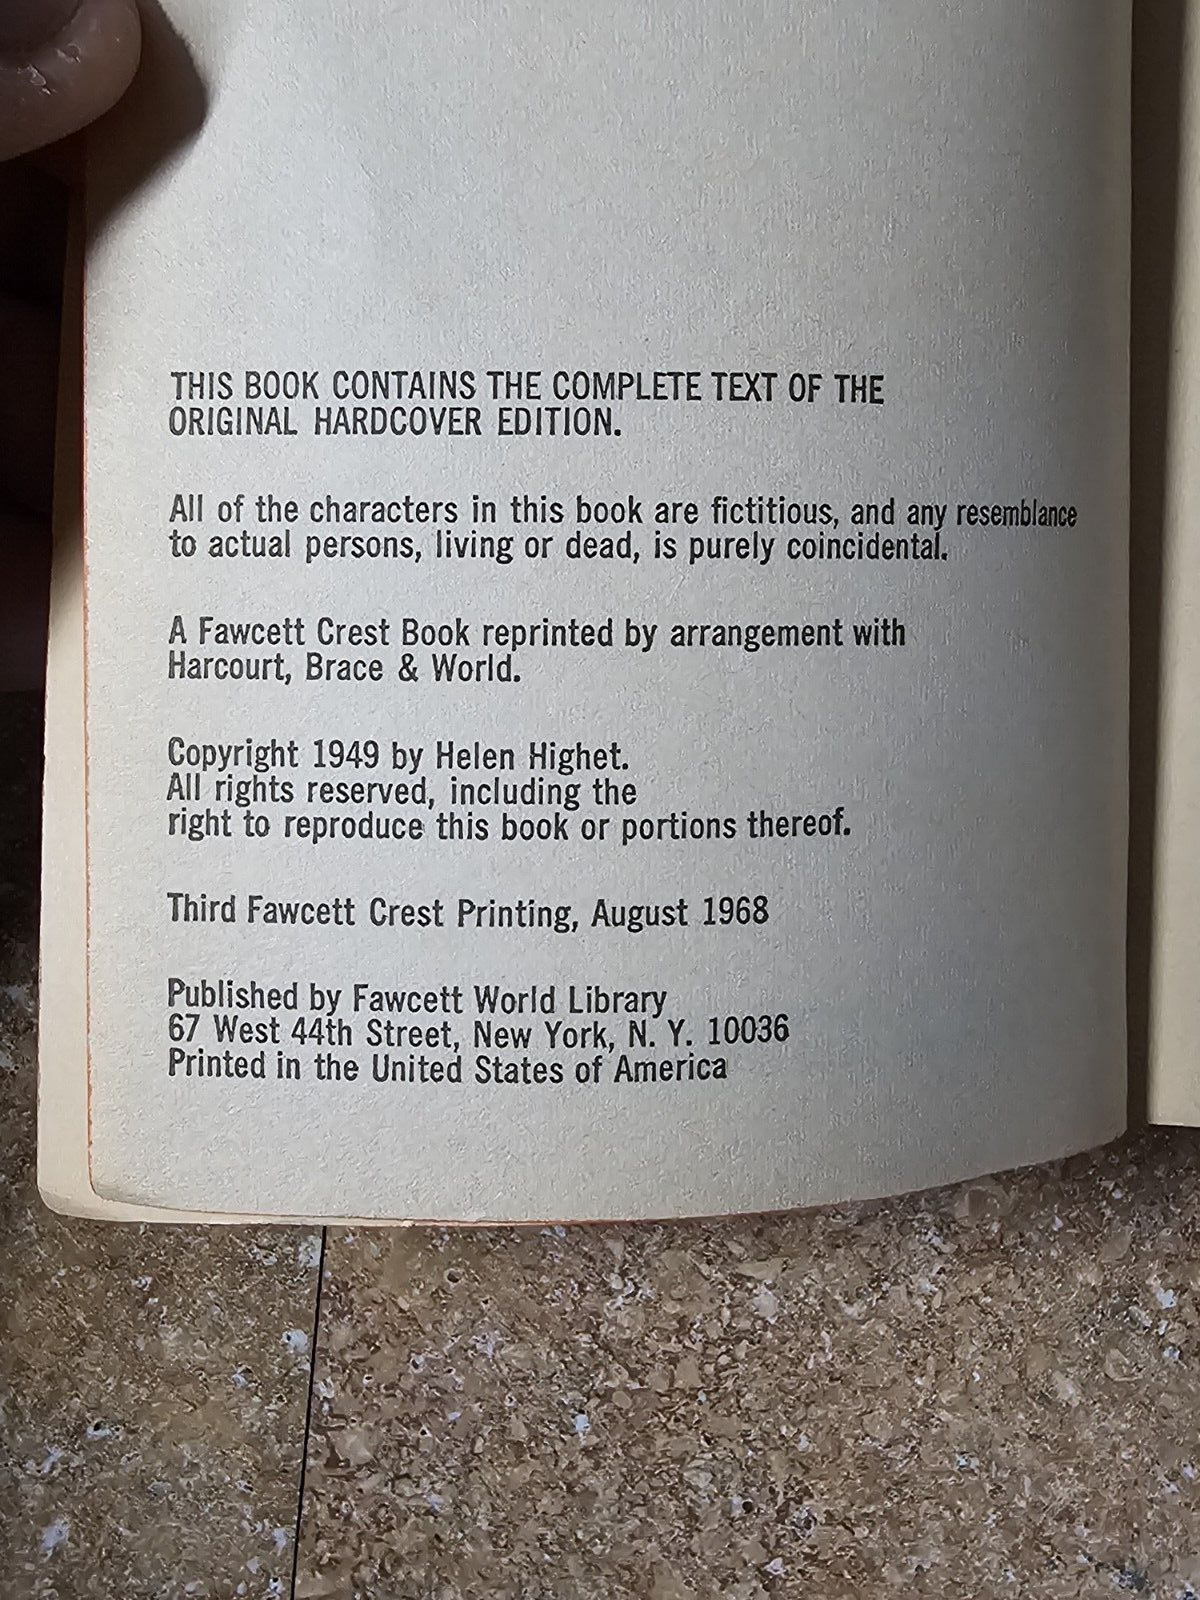 THIS BOOK CONTAINS THE COMPLETE TEXT OF THE
ORIGINAL HARDCOVER EDITION.
All of the characters in this book are fictitious, and any resemblance
to actual persons, living or dead, is purely coincidental.
A Fawcett Crest Book reprinted by arrangement with
Harcourt, Brace & World.
Copyright 1949 by Helen Highet.
All rights reserved, including the
right to reproduce this book or portions thereof.
Third Fawcett Crest Printing, August 1968
Published by Fawcett World Library
67 West 44th Street, New York, N. Y. 10036
Printed in the United States of America